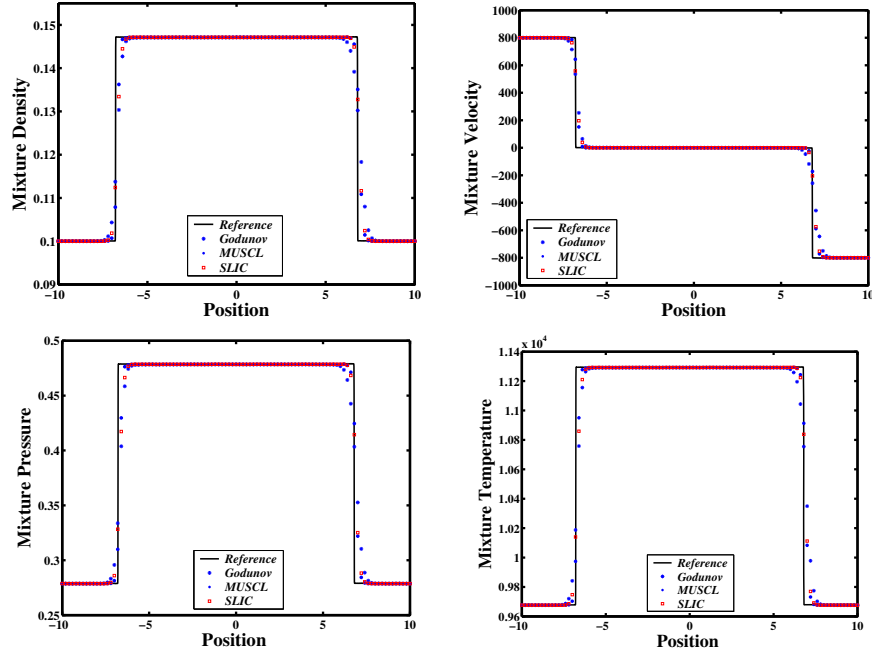 0.15
0.14
0.13
0.12
0.11
0.1
0.09
−10
−5
0
5
10
Mixture Density
Position
Reference
Godunov
MUSCL
SLIC
1000
800
600
400
200
0
−200
−400
−600
−800
−1000
−10
−5
0
5
10
Mixture Velocity
Position
Reference
Godunov
MUSCL
SLIC
0.5
0.45
0.4
0.35
0.3
0.25
−10
−5
0
5
10
Mixture Pressure
Position
Reference
Godunov
MUSCL
SLIC
x 10⁴
1.14
1.12
1.1
1.08
1.06
1.04
1.02
1
0.98
0.96
−10
−5
0
5
10
Mixture Temperature
Position
Reference
Godunov
MUSCL
SLIC